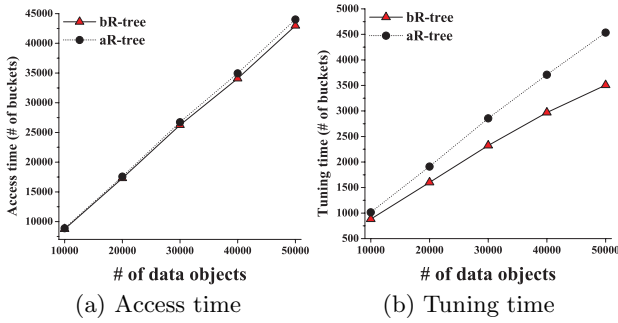 bR-tree
aR-tree
Access time (# of buckets)
45000
40000
35000
30000
25000
20000
15000
10000
10000 20000 30000 40000 50000
# of data objects
(a) Access time
bR-tree
aR-tree
Tuning time (# of buckets)
5000
4500
4000
3500
3000
2500
2000
1500
1000
500
10000 20000 30000 40000 50000
# of data objects
(b) Tuning time